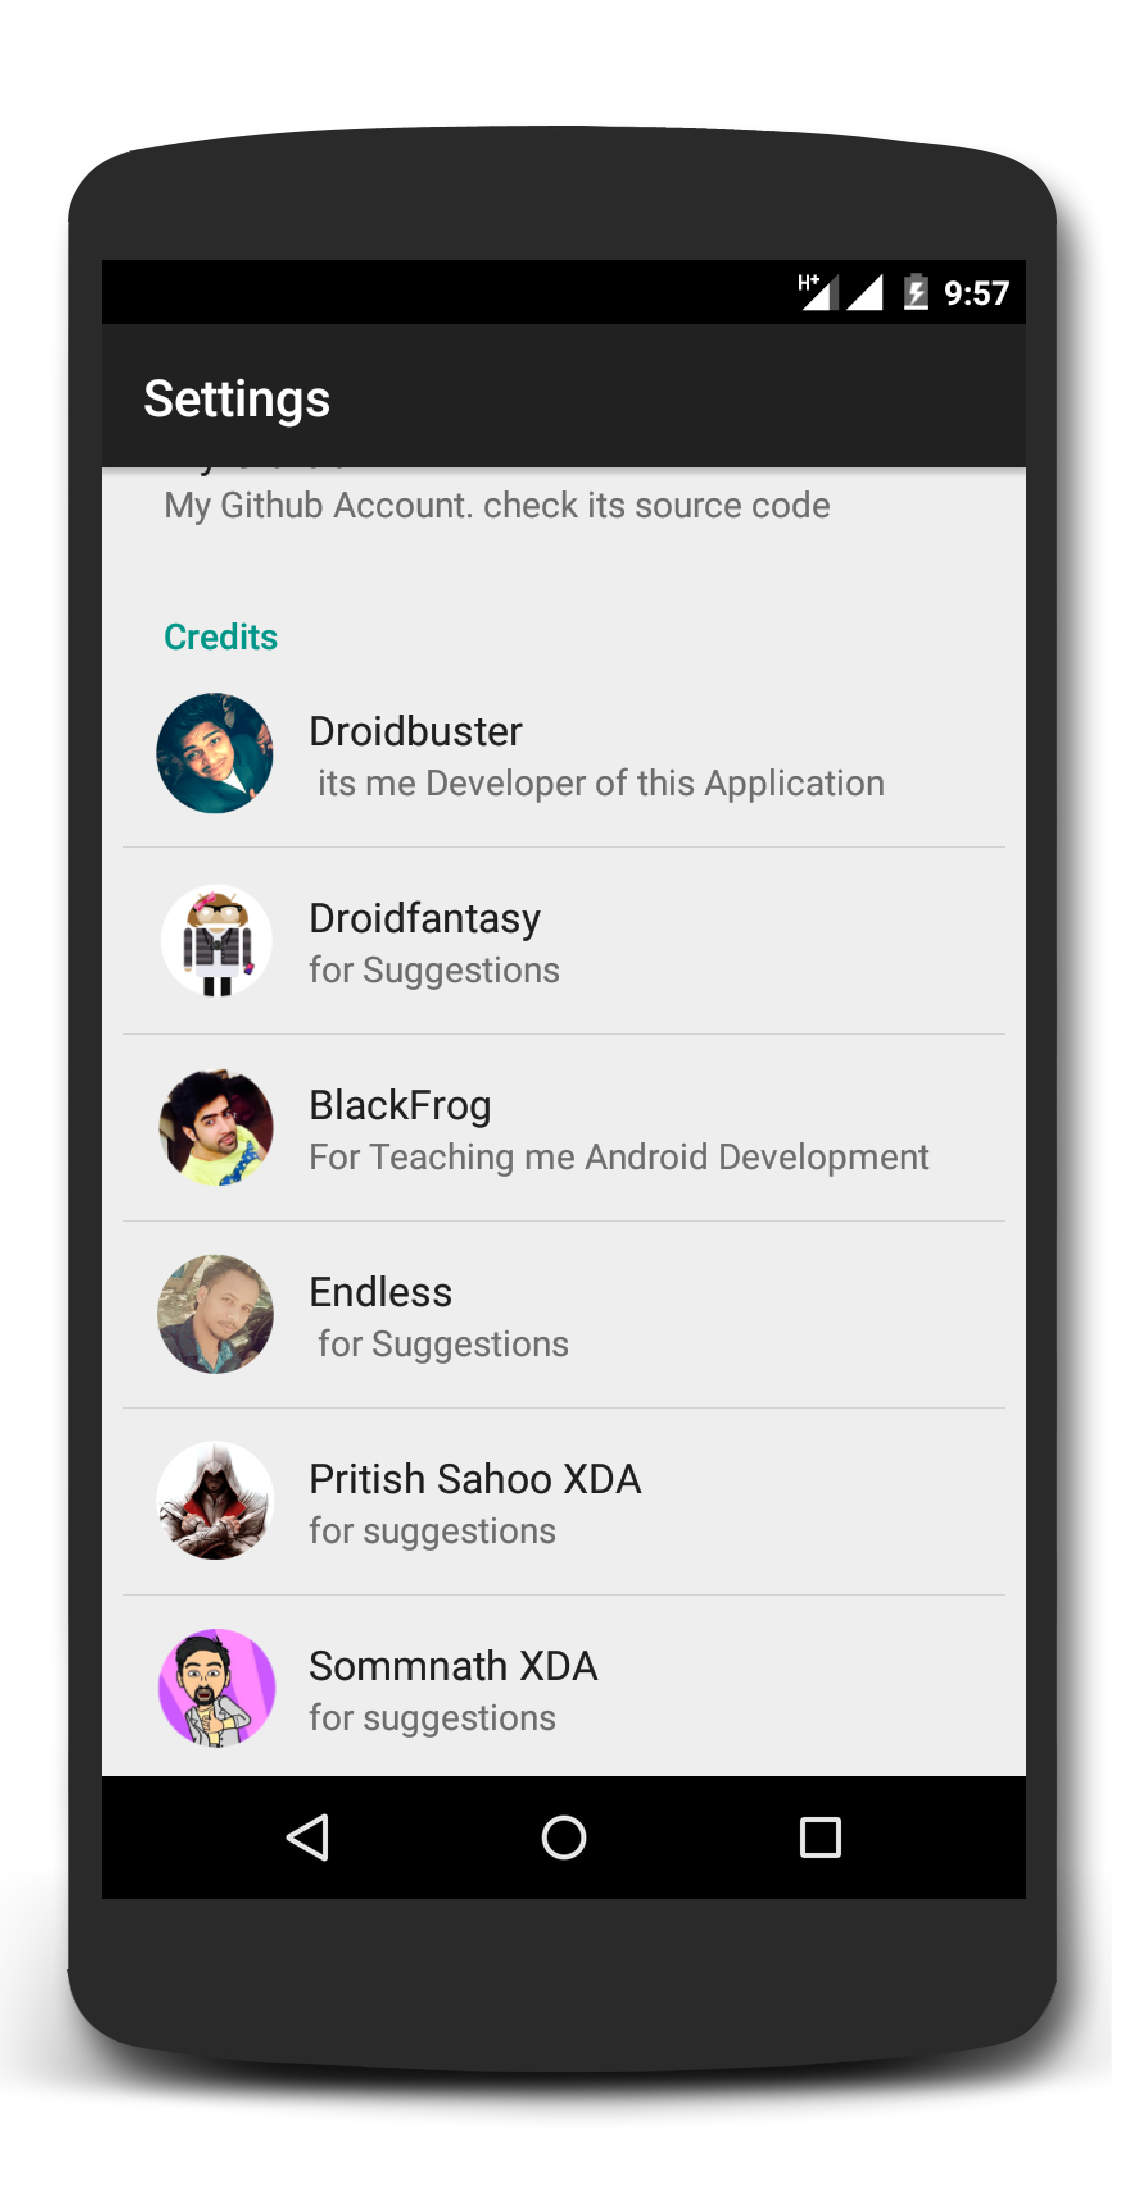 H+ 9:57
Settings
My Github Account. check its source code
Credits
Droidbuster
its me Developer of this Application
Droidfantasy
for Suggestions
BlackFrog
For Teaching me Android Development
Endless
for Suggestions
Pritish Sahoo XDA
for suggestions
Sommnath XDA
for suggestions